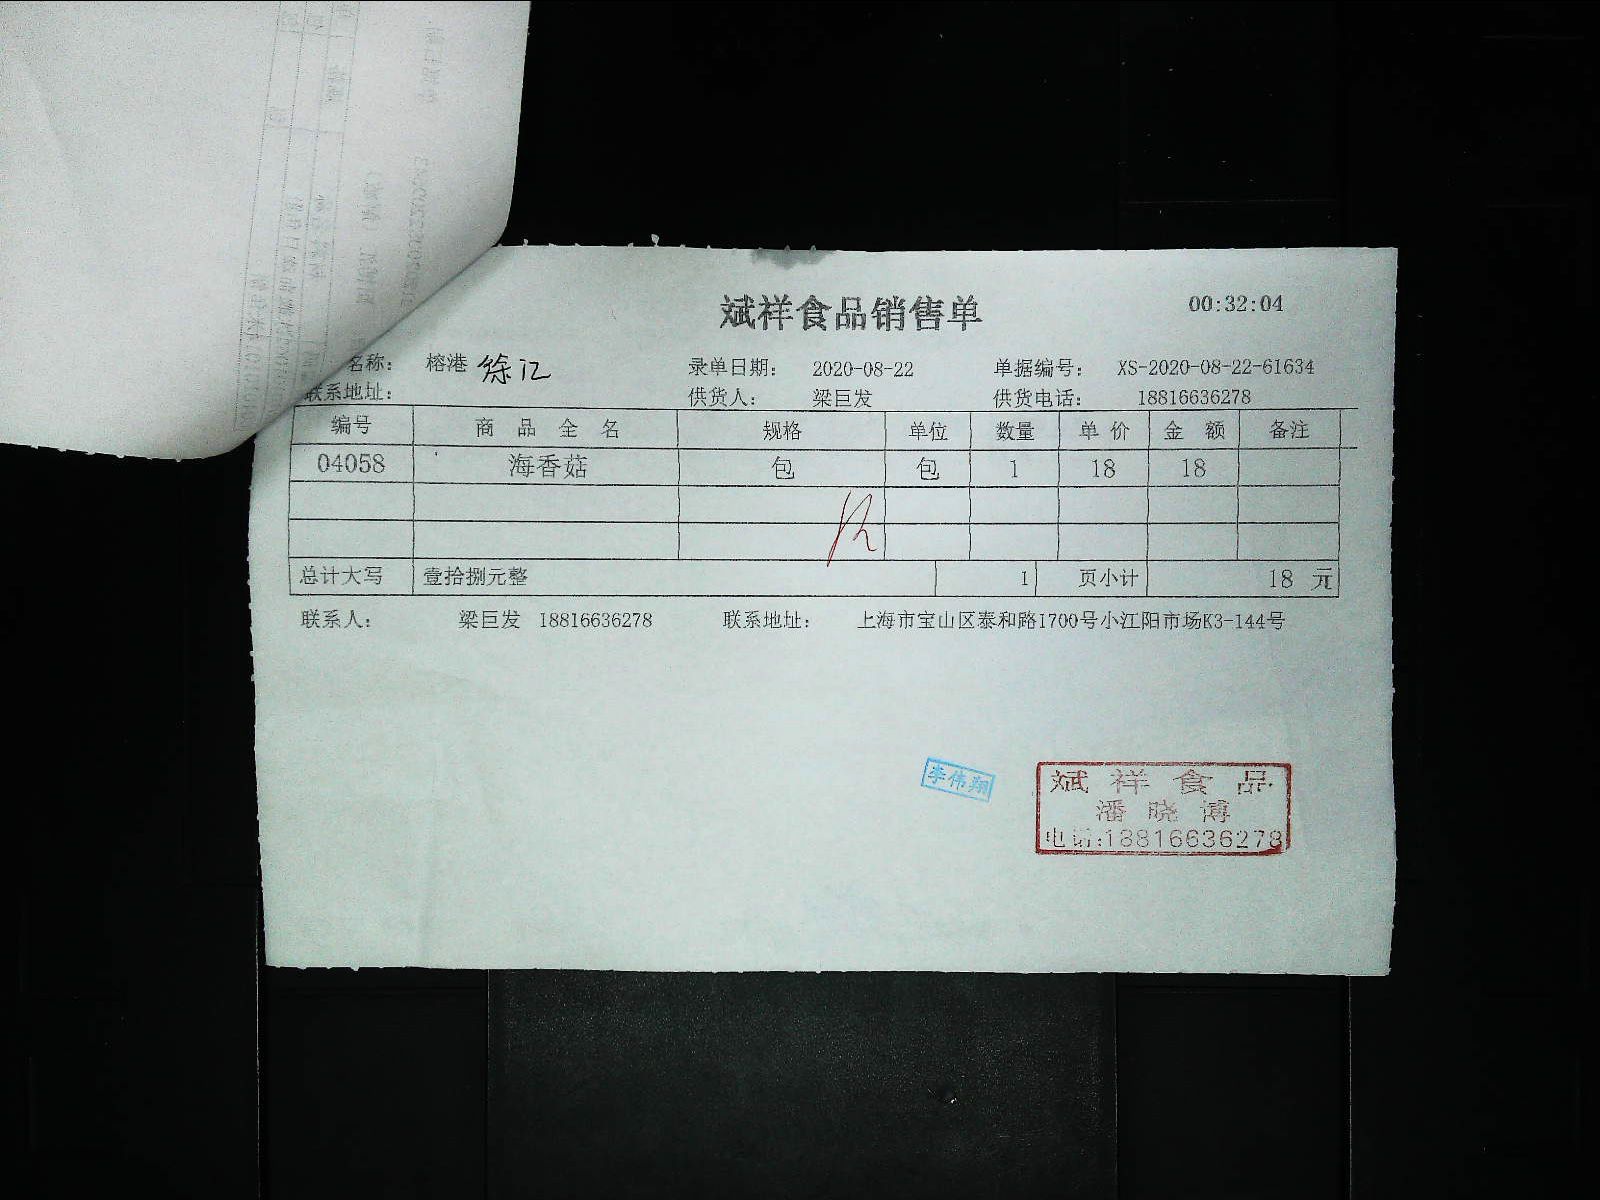 斌祥食品销售单 00:32:04
名称： 榕港 徐汇 录单日期： 2020-08-22 单据编号： XS-2020-08-22-61634
联系地址： 供货人： 梁巨发 供货电话： 18816636278
编号 商品全名 规格 单位 数量 单价 金额 备注
04058 海香菇 包 包 1 18 18
总计大写 壹拾捌元整 1 页小计 18 元
联系人： 梁巨发 18816636278 联系地址： 上海市宝山区泰和路1700号小江阳市场K3-144号
李伟翔
斌祥食品
潘晓博
电话:18816636278